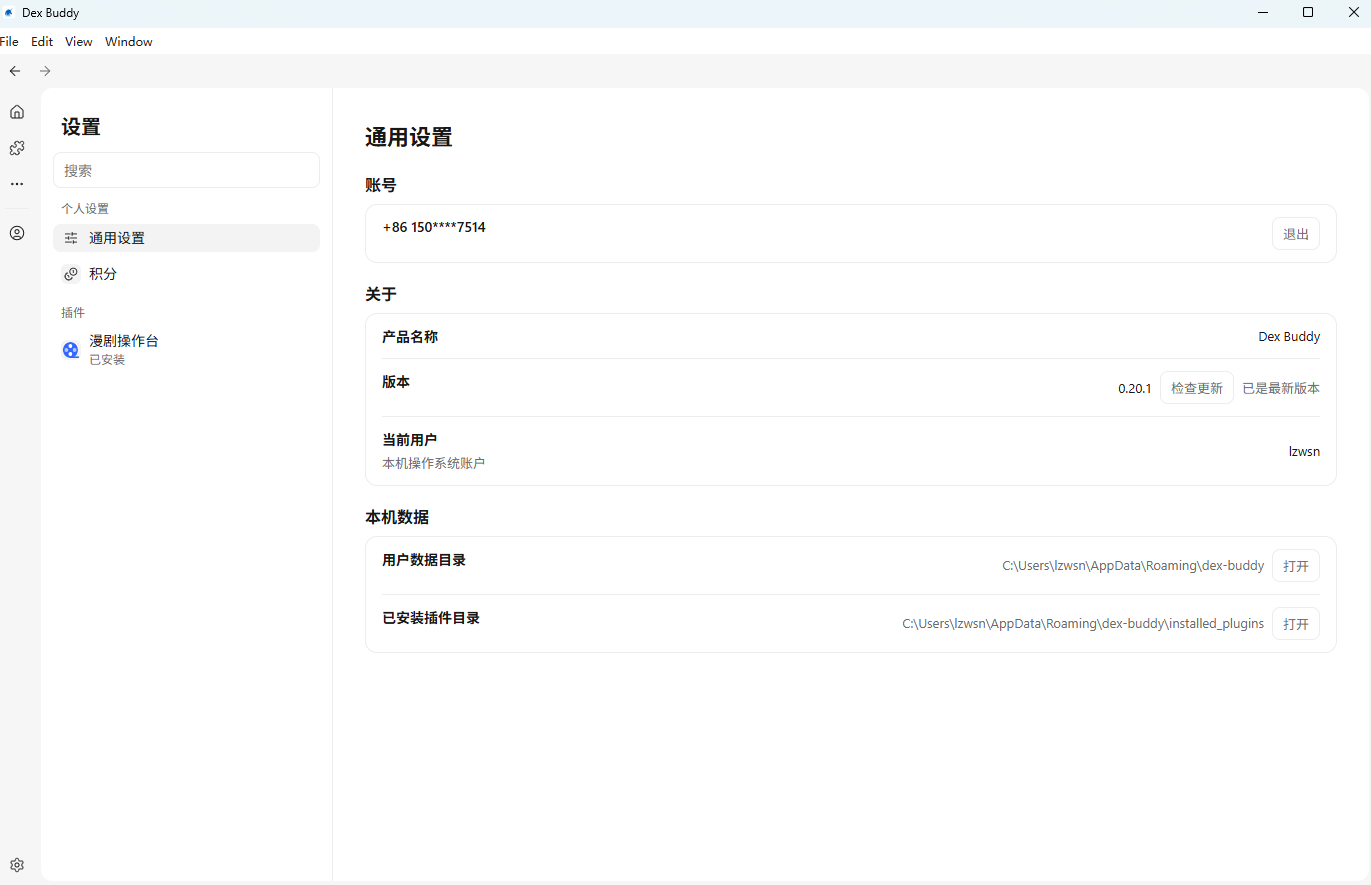 Dex Buddy
File Edit View Window
设置
搜索
个人设置
通用设置
积分
插件
漫剧操作台
已安装
通用设置
账号
+86 150****7514
退出
关于
产品名称
Dex Buddy
版本
0.20.1 检查更新 已是最新版本
当前用户
本机操作系统账户
lzwsn
本机数据
用户数据目录
C:\Users\lzwsn\AppData\Roaming\dex-buddy 打开
已安装插件目录
C:\Users\lzwsn\AppData\Roaming\dex-buddy\installed_plugins 打开